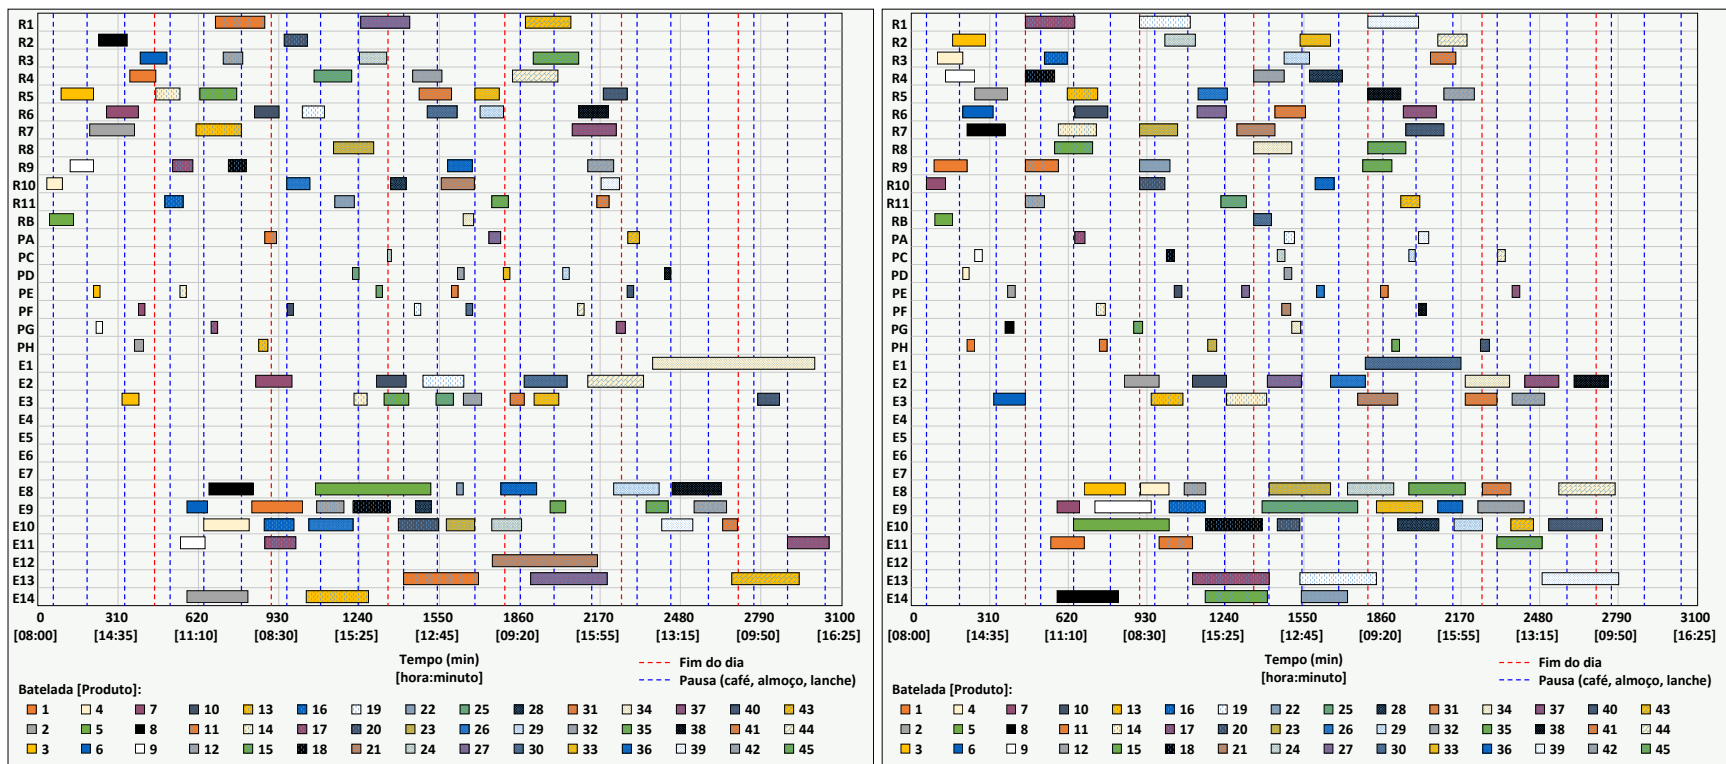 R1
R2
R3
R4
R5
R6
R7
R8
R9
R10
R11
RB
PA
PC
PD
PE
PF
PG
PH
E1
E2
E3
E4
E5
E6
E7
E8
E9
E10
E11
E12
E13
E14
0 310 620 930 1240 1550 1860 2170 2480 2790 3100
[08:00] [14:35] [11:10] [08:30] [15:25] [12:45] [09:20] [15:55] [13:15] [09:50] [16:25]
Tempo (min)
[hora:minuto]
Fim do dia
Pausa (café, almoço, lanche)
Batelada [Produto]:
1 4 7 10 13 16 19 22 25 28 31 34 37 40 43
2 5 8 11 14 17 20 23 26 29 32 35 38 41 44
3 6 9 12 15 18 21 24 27 30 33 36 39 42 45
R1
R2
R3
R4
R5
R6
R7
R8
R9
R10
R11
RB
PA
PC
PD
PE
PF
PG
PH
E1
E2
E3
E4
E5
E6
E7
E8
E9
E10
E11
E13
E14
0 310 620 930 1240 1550 1860 2170 2480 2790 3100
[08:00] [14:35] [11:10] [08:30] [15:25] [12:45] [09:20] [15:55] [13:15] [09:50] [16:25]
Tempo (min)
[hora:minuto]
Fim do dia
Pausa (café, almoço, lanche)
Batelada [Produto]:
1 4 7 10 13 16 19 22 25 28 31 34 37 40 43
2 5 8 11 14 17 20 23 26 29 32 35 38 41 44
3 6 9 12 15 18 21 24 27 30 33 36 39 42 45